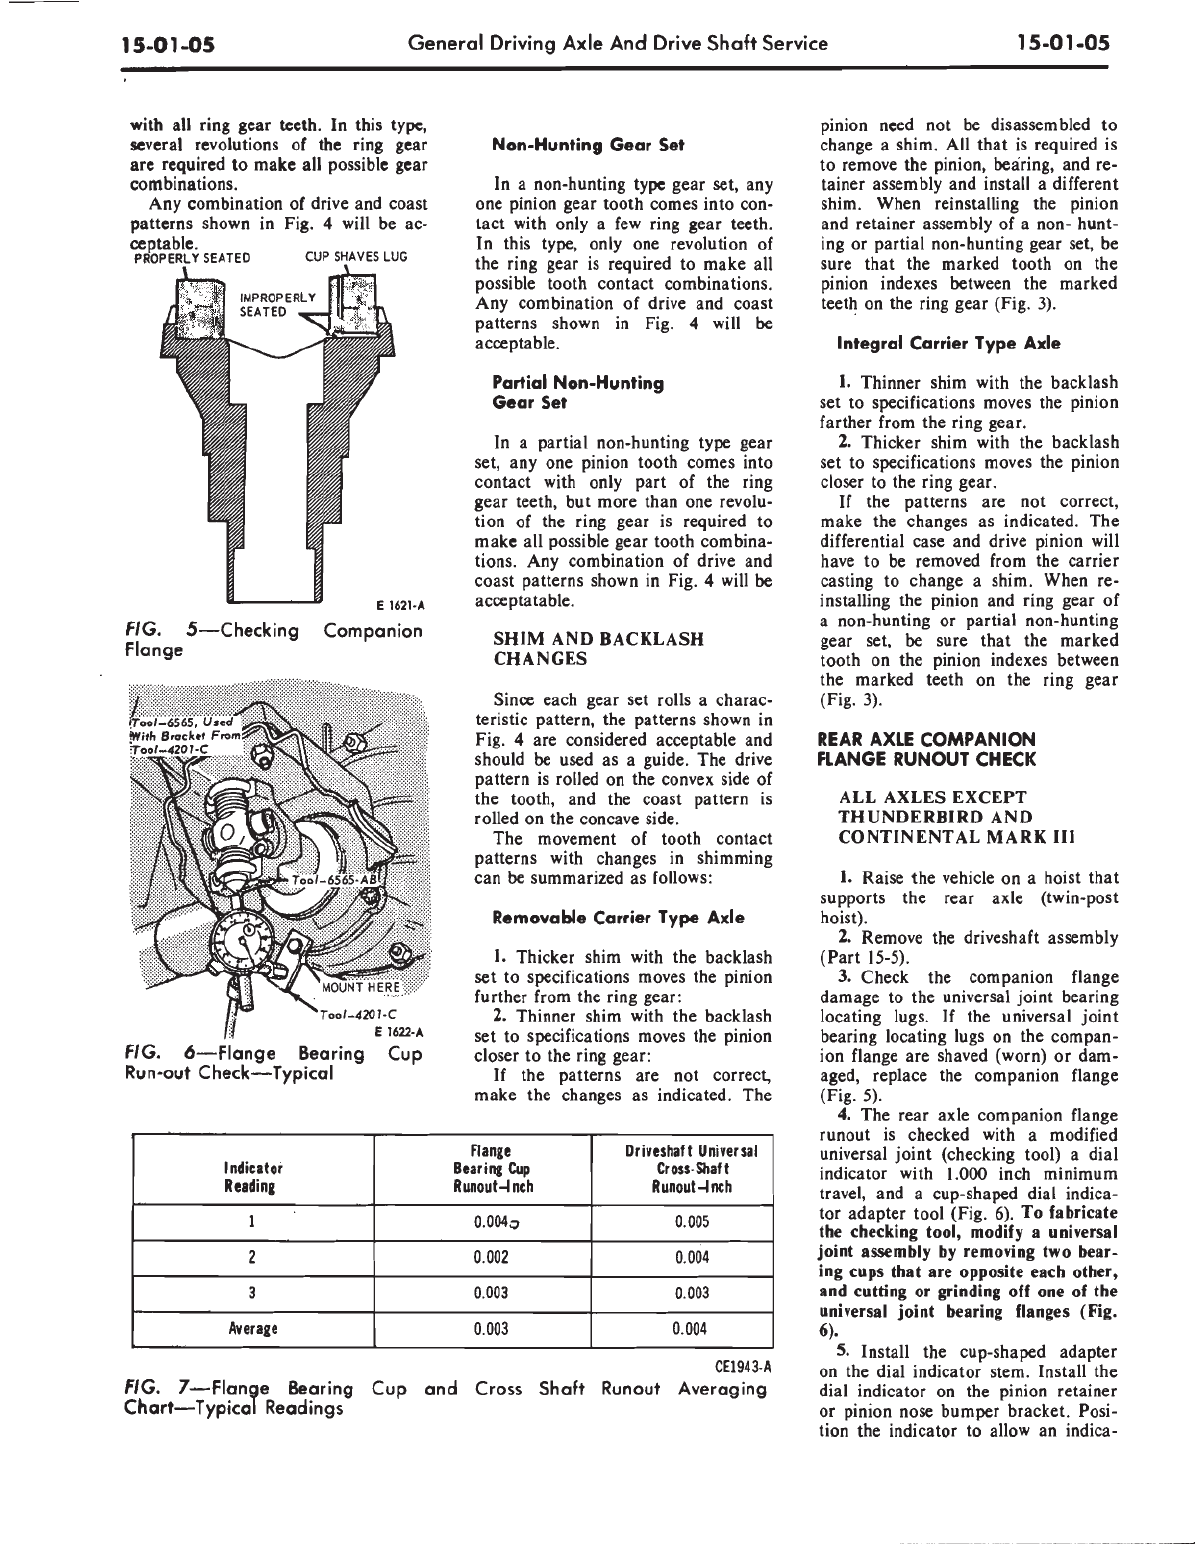 15-01-05 General Driving Axle And Drive Shaft Service 15-01-05
with all ring gear teeth. In this type,
several revolutions of the ring gear
are required to make all possible gear
combinations.
Any combination of drive and coast
patterns shown in Fig. 4 will be ac-
ceptable.
PROPERLY SEATED CUP SHAVES LUG
INPROPERLY
SEATED
E 1621-A
FIG. 5—Checking Companion
Flange
Tool-6565, Used
With Bracket From
Tool-4201-C
Tool-6565-AB
MOUNT HERE
Tool-4201-C
E 1622-A
FIG. 6—Flange Bearing Cup
Run-out Check—Typical
Non-Hunting Gear Set
In a non-hunting type gear set, any
one pinion gear tooth comes into con-
tact with only a few ring gear teeth.
In this type, only one revolution of
the ring gear is required to make all
possible tooth contact combinations.
Any combination of drive and coast
patterns shown in Fig. 4 will be
acceptable.
Partial Non-Hunting
Gear Set
In a partial non-hunting type gear
set, any one pinion tooth comes into
contact with only part of the ring
gear teeth, but more than one revolu-
tion of the ring gear is required to
make all possible gear tooth combina-
tions. Any combination of drive and
coast patterns shown in Fig. 4 will be
acceptatable.
SHIM AND BACKLASH
CHANGES
Since each gear set rolls a charac-
teristic pattern, the patterns shown in
Fig. 4 are considered acceptable and
should be used as a guide. The drive
pattern is rolled on the convex side of
the tooth, and the coast pattern is
rolled on the concave side.
The movement of tooth contact
patterns with changes in shimming
can be summarized as follows:
Removable Carrier Type Axle
1. Thicker shim with the backlash
set to specifications moves the pinion
further from the ring gear:
2. Thinner shim with the backlash
set to specifications moves the pinion
closer to the ring gear:
If the patterns are not correct,
make the changes as indicated. The
pinion need not be disassembled to
change a shim. All that is required is
to remove the pinion, bearing, and re-
tainer assembly and install a different
shim. When reinstalling the pinion
and retainer assembly of a non- hunt-
ing or partial non-hunting gear set, be
sure that the marked tooth on the
pinion indexes between the marked
teeth on the ring gear (Fig. 3).
Integral Carrier Type Axle
1. Thinner shim with the backlash
set to specifications moves the pinion
farther from the ring gear.
2. Thicker shim with the backlash
set to specifications moves the pinion
closer to the ring gear.
If the patterns are not correct,
make the changes as indicated. The
differential case and drive pinion will
have to be removed from the carrier
casting to change a shim. When re-
installing the pinion and ring gear of
a non-hunting or partial non-hunting
gear set, be sure that the marked
tooth on the pinion indexes between
the marked teeth on the ring gear
(Fig. 3).
REAR AXLE COMPANION
FLANGE RUNOUT CHECK
ALL AXLES EXCEPT
THUNDERBIRD AND
CONTINENTAL MARK III
1. Raise the vehicle on a hoist that
supports the rear axle (twin-post
hoist).
2. Remove the driveshaft assembly
(Part 15-5).
3. Check the companion flange
damage to the universal joint bearing
locating lugs. If the universal joint
bearing locating lugs on the compan-
ion flange are shaved (worn) or dam-
aged, replace the companion flange
(Fig. 5).
4. The rear axle companion flange
runout is checked with a modified
universal joint (checking tool) a dial
indicator with 1.000 inch minimum
travel, and a cup-shaped dial indica-
tor adapter tool (Fig. 6). To fabricate
the checking tool, modify a universal
joint assembly by removing two bear-
ing cups that are opposite each other,
and cutting or grinding off one of the
universal joint bearing flanges (Fig.
6).
5. Install the cup-shaped adapter
on the dial indicator stem. Install the
dial indicator on the pinion retainer
or pinion nose bumper bracket. Posi-
tion the indicator to allow an indica-
Indicator Reading Flange Bearing Cup Runout-Inch Driveshaft Universal Cross-Shaft Runout-Inch
1 0.004 0.005
2 0.002 0.004
3 0.003 0.003
Average 0.003 0.004
CE1943-A
FIG. 7—Flange Bearing Cup and Cross Shaft Runout Averaging
Chart—Typical Readings